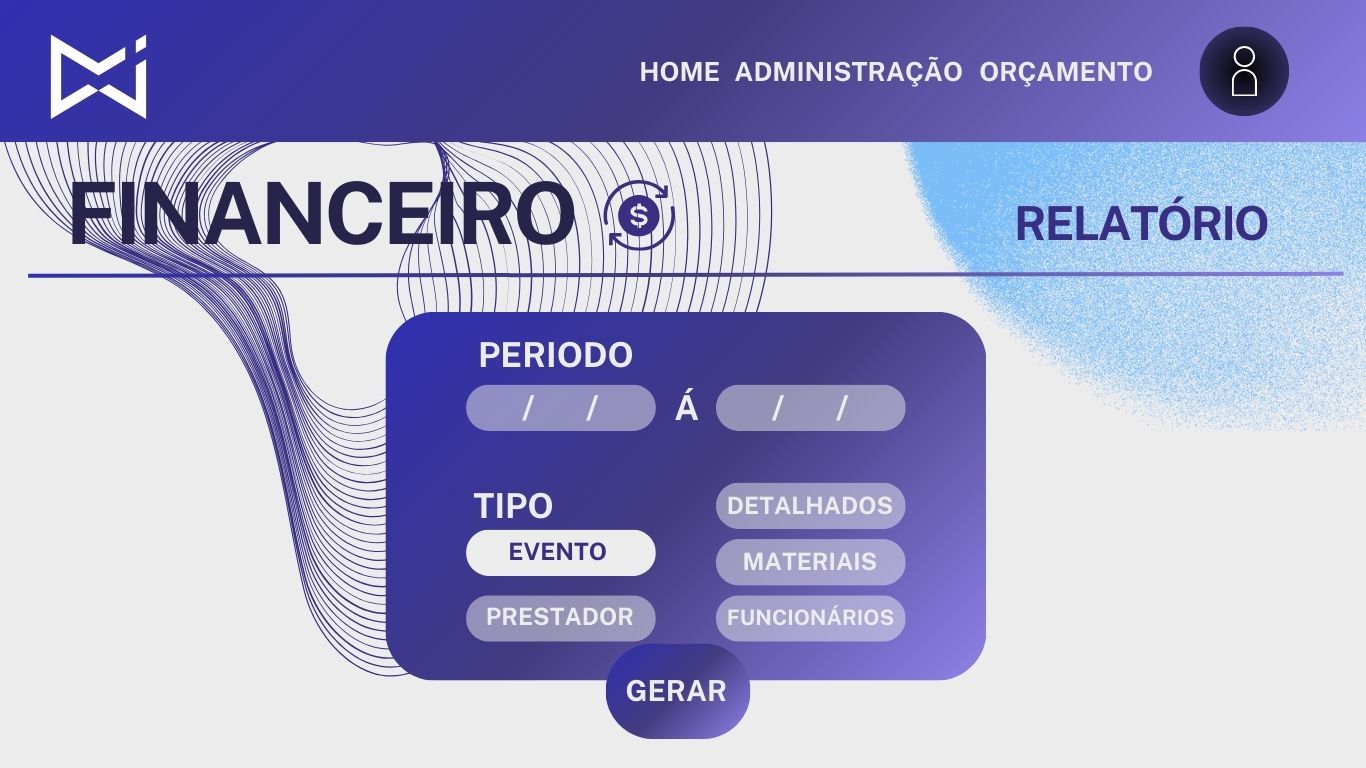 HOME ADMINISTRAÇÃO ORÇAMENTO
FINANCEIRO $ RELATÓRIO
PERIODO
/ / Á / /
TIPO
EVENTO
PRESTADOR
DETALHADOS
MATERIAIS
FUNCIONÁRIOS
GERAR